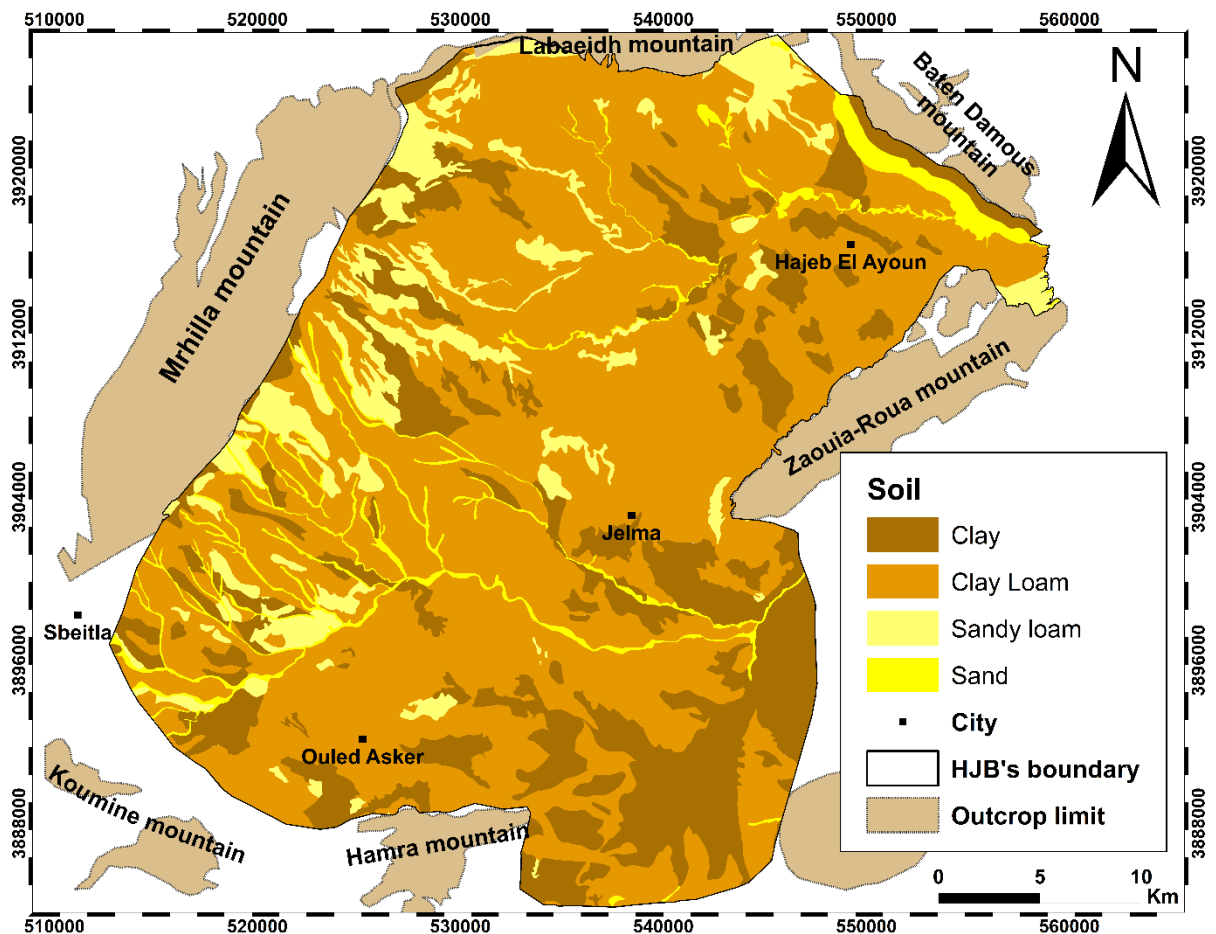 510000 520000 530000 540000 550000 560000
Labaeidh mountain
Baten Damous
mountain
N
3920000
3920000
Mrhilla mountain
Hajeb El Ayoun
3912000
3912000
Zaouia-Roua mountain
Soil
Clay
Clay Loam
Sandy loam
Sand
City
HJB's boundary
Outcrop limit
3904000
3904000
Jelma
Sbeitla
3896000
3896000
Ouled Asker
Koumine mountain
Hamra mountain
3888000
3888000
0 5 10
Km
510000 520000 530000 540000 550000 560000